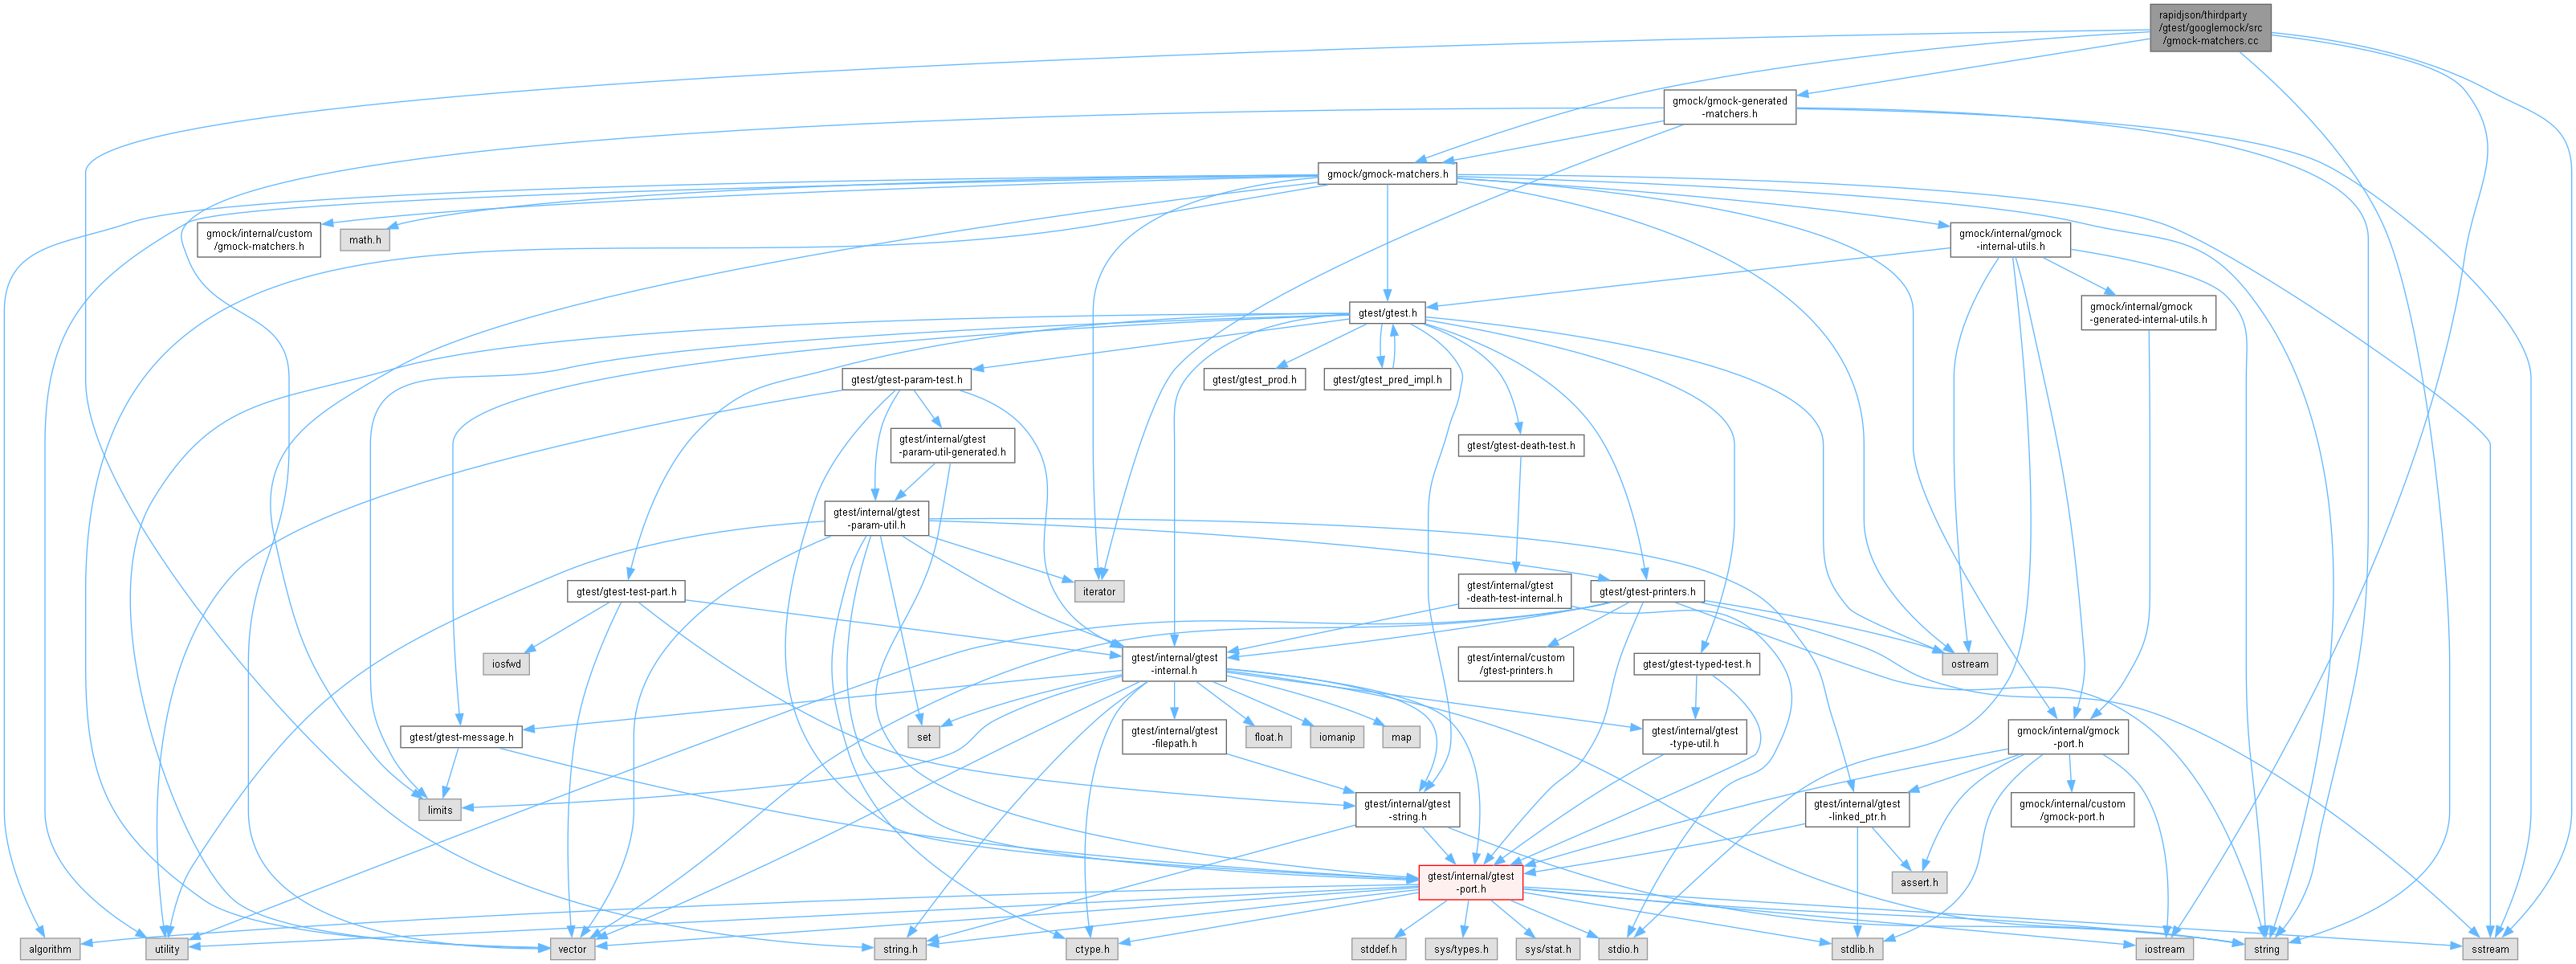 rapidjson/thirdparty
/gtest/googlemock/src
/gmock-matchers.cc
gmock/gmock-generated
-matchers.h
gmock/gmock-matchers.h
gmock/internal/custom
/gmock-matchers.h
math.h
gmock/internal/gmock
-internal-utils.h
gtest/gtest.h
gmock/internal/gmock
-generated-internal-utils.h
gtest/gtest-param-test.h
gtest/gtest_prod.h
gtest/gtest_pred_impl.h
gtest/internal/gtest
-param-util-generated.h
gtest/gtest-death-test.h
gtest/internal/gtest
-param-util.h
gtest/gtest-test-part.h
iterator
gtest/internal/gtest
-death-test-internal.h
gtest/gtest-printers.h
iosfwd
gtest/internal/gtest
-internal.h
gtest/internal/custom
/gtest-printers.h
gtest/gtest-typed-test.h
ostream
gtest/gtest-message.h
set
gtest/internal/gtest
-filepath.h
float.h
iomanip
map
gtest/internal/gtest
-type-util.h
gmock/internal/gmock
-port.h
limits
gtest/internal/gtest
-string.h
gtest/internal/gtest
-linked_ptr.h
gmock/internal/custom
/gmock-port.h
gtest/internal/gtest
-port.h
assert.h
algorithm
utility
vector
string.h
ctype.h
stddef.h
sys/types.h
sys/stat.h
stdio.h
stdlib.h
iostream
string
sstream